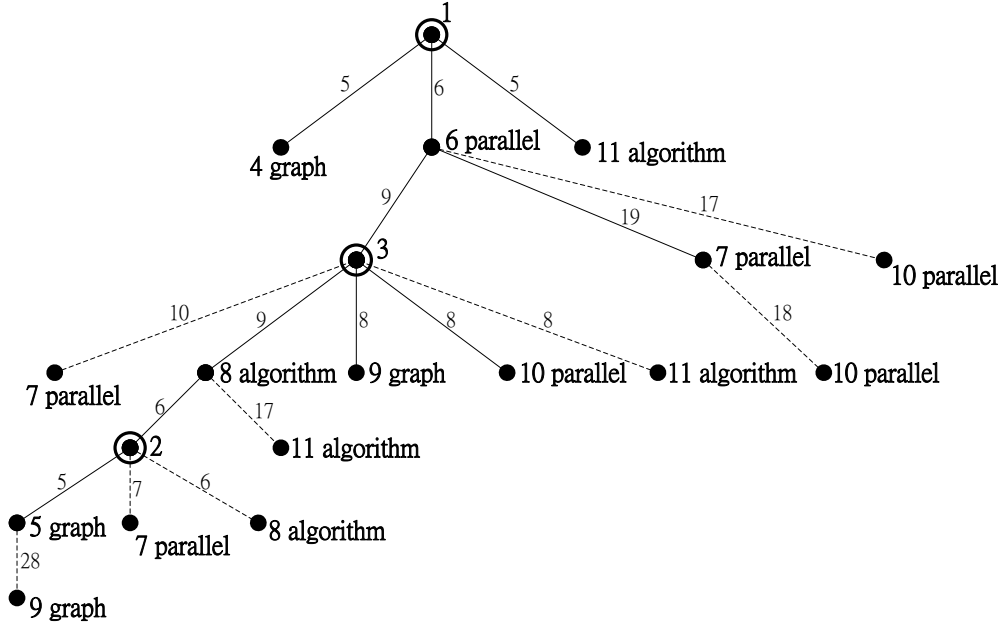 1
5
6
5
4 graph
6 parallel
11 algorithm
9
19
17
3
7 parallel
10 parallel
10
9
8
8
8
18
7 parallel
8 algorithm
9 graph
10 parallel
11 algorithm
10 parallel
6
17
2
11 algorithm
5
7
6
5 graph
7 parallel
8 algorithm
28
9 graph